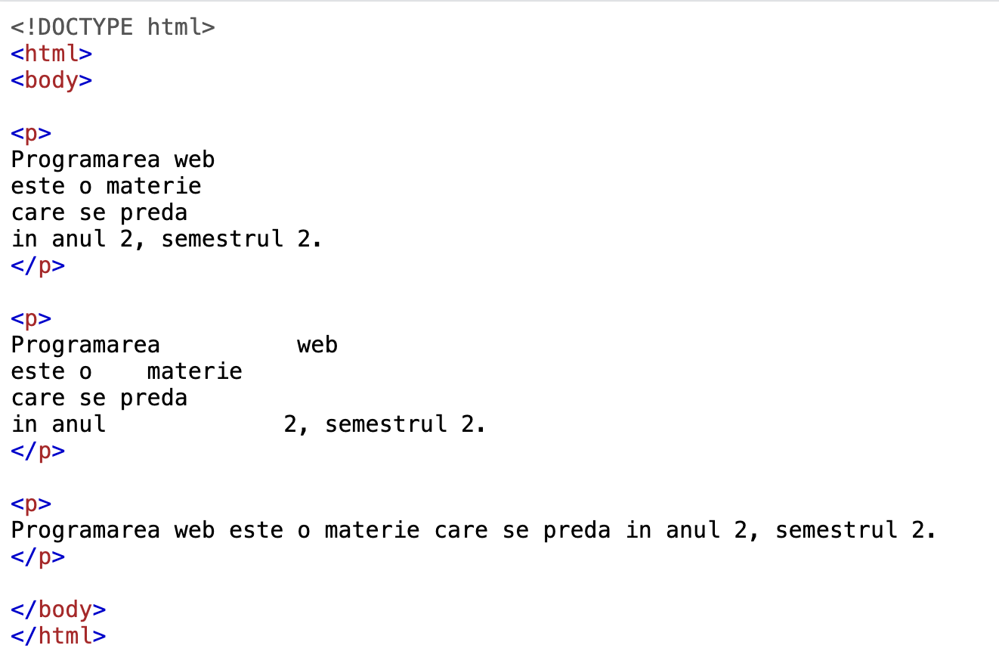 <!DOCTYPE html>
<html>
<body>

<p>
Programarea web
este o materie
care se preda
in anul 2, semestrul 2.
</p>

<p>
Programarea          web
este o    materie
care se preda
in anul             2, semestrul 2.
</p>

<p>
Programarea web este o materie care se preda in anul 2, semestrul 2.
</p>

</body>
</html>